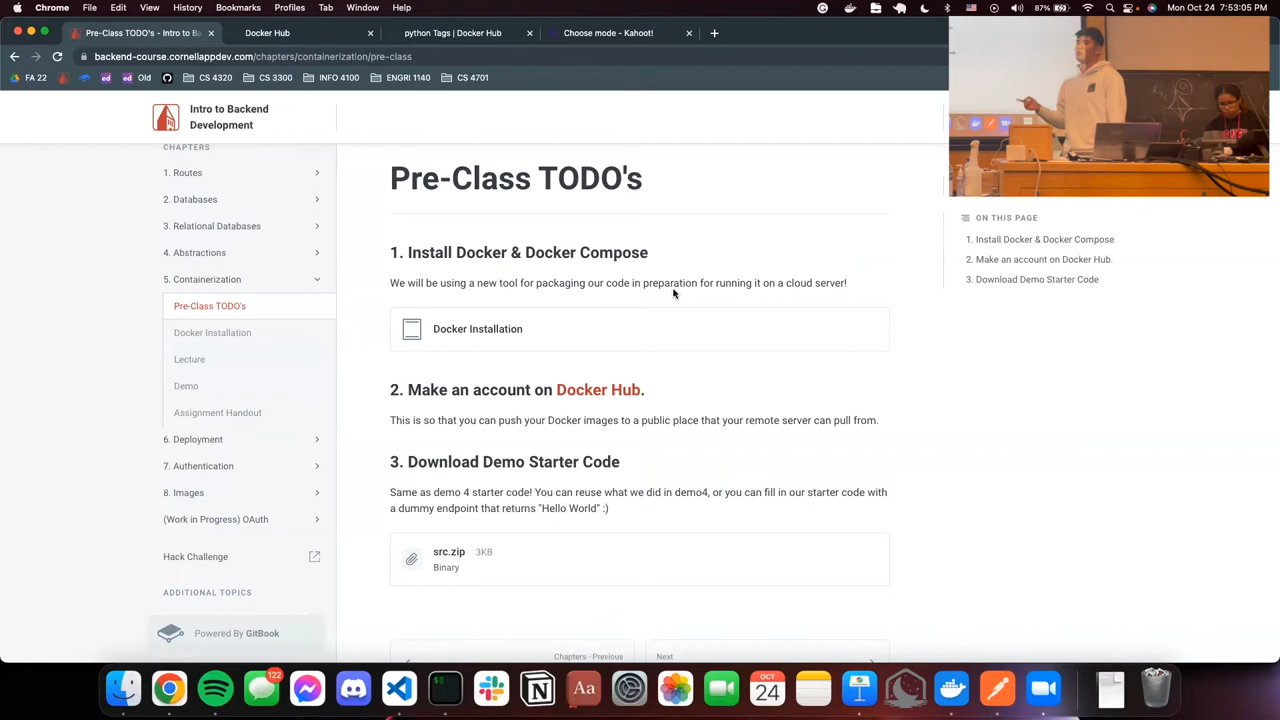 Chrome File Edit View History Bookmarks Profiles Tab Window Help
87% Mon Oct 24 7:53:05 PM
Pre-Class TODO's - Intro to Ba
Docker Hub
python Tags | Docker Hub
Choose mode - Kahoot!
backend-course.cornellappdev.com/chapters/containerization/pre-class
FA 22
Old
CS 4320
CS 3300
INFO 4100
ENGRI 1140
CS 4701
Intro to Backend
Development
CHAPTERS
1. Routes
2. Databases
3. Relational Databases
4. Abstractions
5. Containerization
Pre-Class TODO's
Docker Installation
Lecture
Demo
Assignment Handout
6. Deployment
7. Authentication
8. Images
(Work in Progress) OAuth
Hack Challenge
ADDITIONAL TOPICS
Powered By GitBook
Pre-Class TODO's
1. Install Docker & Docker Compose
We will be using a new tool for packaging our code in preparation for running it on a cloud server!
Docker Installation
2. Make an account on Docker Hub.
This is so that you can push your Docker images to a public place that your remote server can pull from.
3. Download Demo Starter Code
Same as demo 4 starter code! You can reuse what we did in demo4, or you can fill in our starter code with
a dummy endpoint that returns "Hello World" :)
src.zip 3KB
Binary
Chapters - Previous
Next
ON THIS PAGE
1. Install Docker & Docker Compose
2. Make an account on Docker Hub.
3. Download Demo Starter Code
122
OCT
24